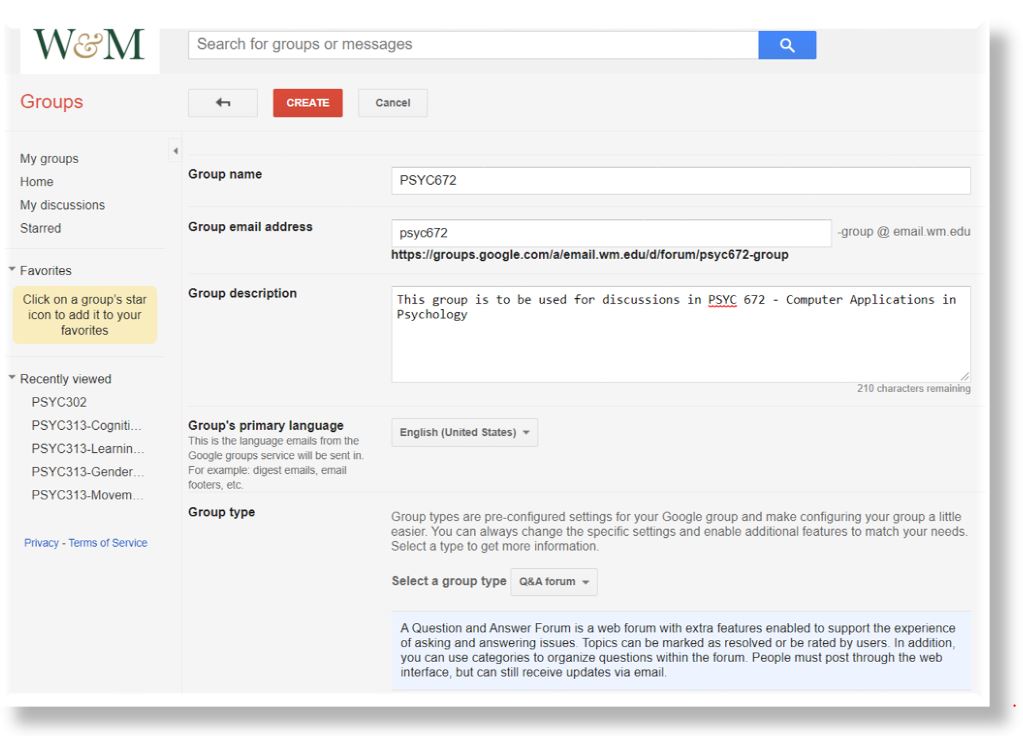 W&M
Search for groups or messages
Groups
CREATE
Cancel
My groups
Home
My discussions
Starred
Favorites
Click on a group's star
icon to add it to your
favorites
Recently viewed
PSYC302
PSYC313-Cogniti...
PSYC313-Learnin...
PSYC313-Gender...
PSYC313-Movem...
Privacy - Terms of Service
Group name
PSYC672
Group email address
psyc672
-group @ email.wm.edu
https://groups.google.com/a/email.wm.edu/d/forum/psyc672-group
Group description
This group is to be used for discussions in PSYC 672 - Computer Applications in
Psychology
210 characters remaining
Group's primary language
This is the language emails from the
Google groups service will be sent in.
For example: digest emails, email
footers, etc.
English (United States)
Group type
Group types are pre-configured settings for your Google group and make configuring your group a little
easier. You can always change the specific settings and enable additional features to match your needs.
Select a type to get more information.
Select a group type Q&A forum
A Question and Answer Forum is a web forum with extra features enabled to support the experience
of asking and answering issues. Topics can be marked as resolved or be rated by users. In addition,
you can use categories to organize questions within the forum. People must post through the web
interface, but can still receive updates via email.